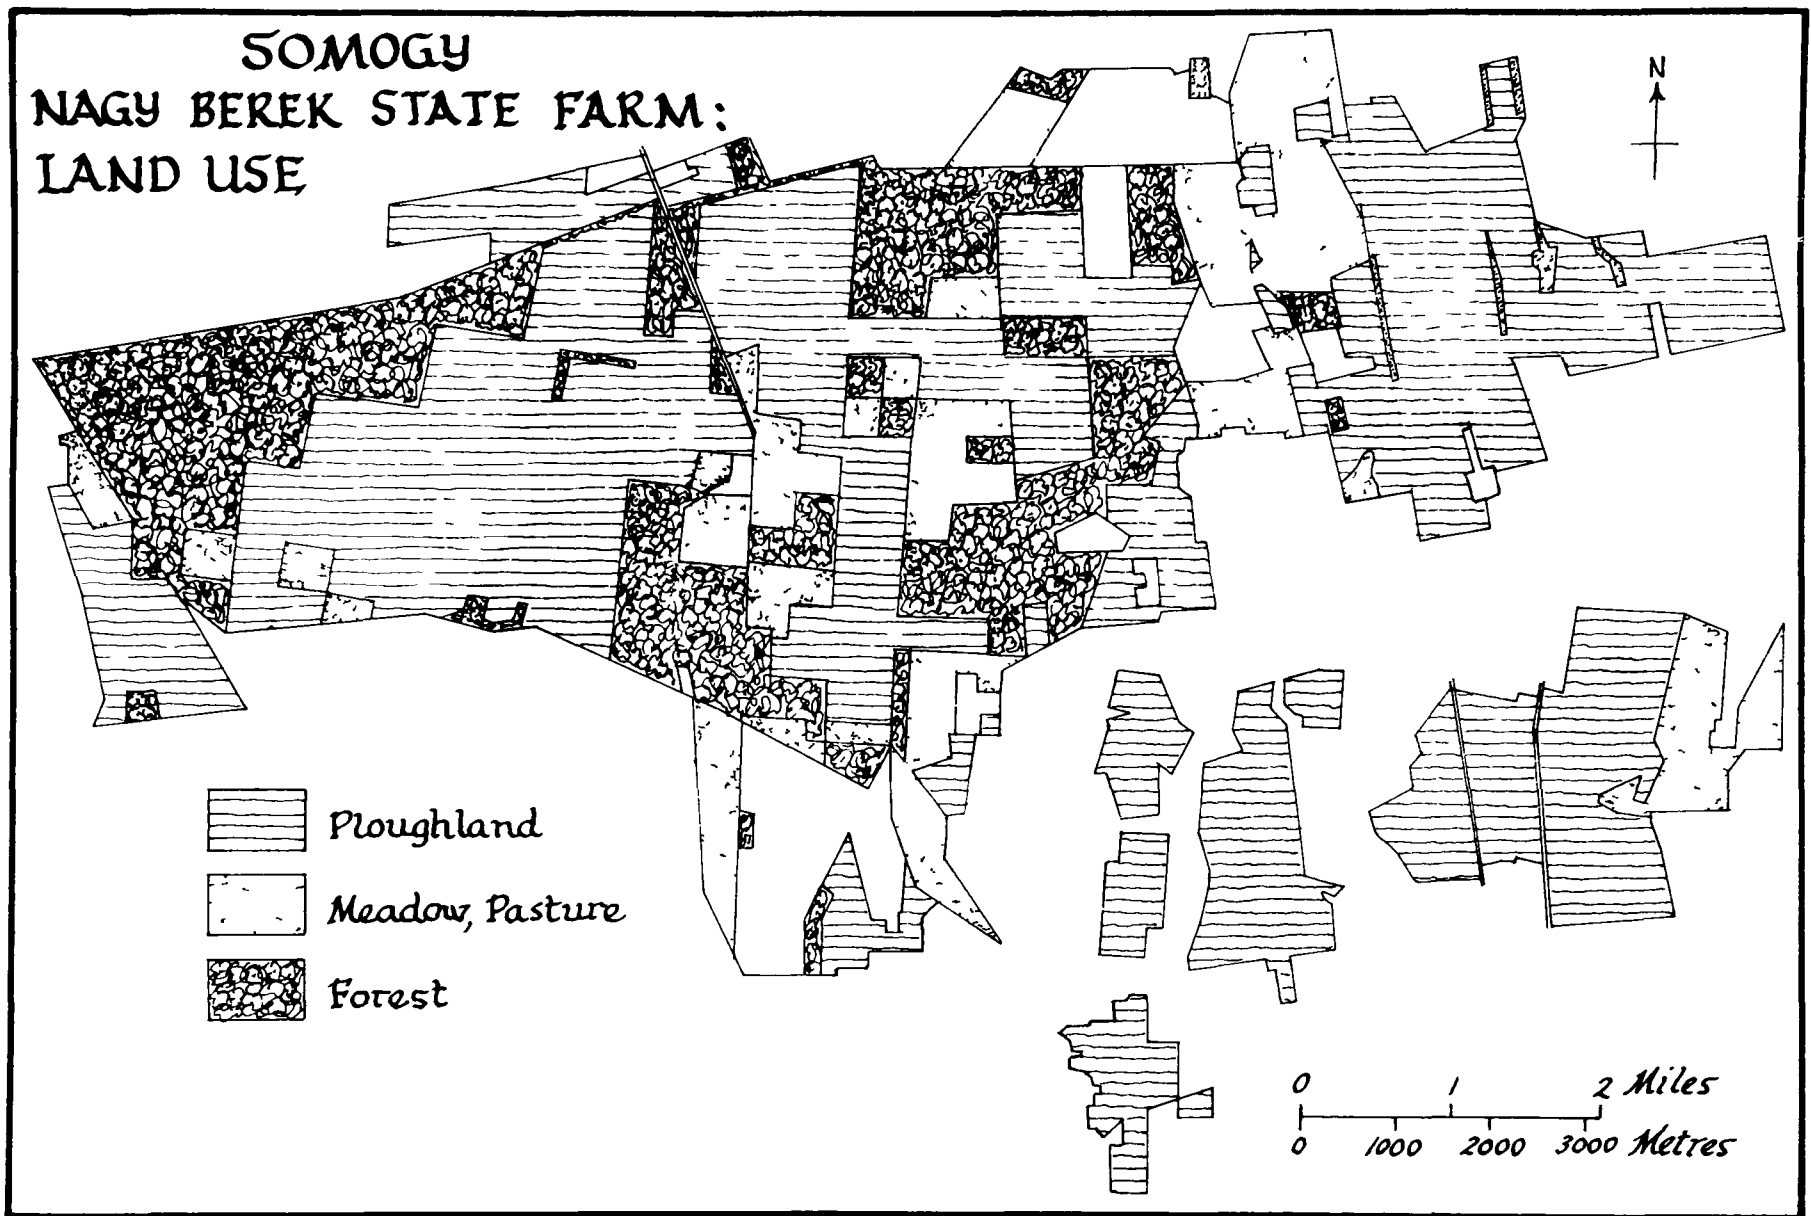 SOMOGY
NAGY BEREK STATE FARM:
LAND USE
N
Ploughland
Meadow, Pasture
Forest
0 1 2 Miles
0 1000 2000 3000 Metres